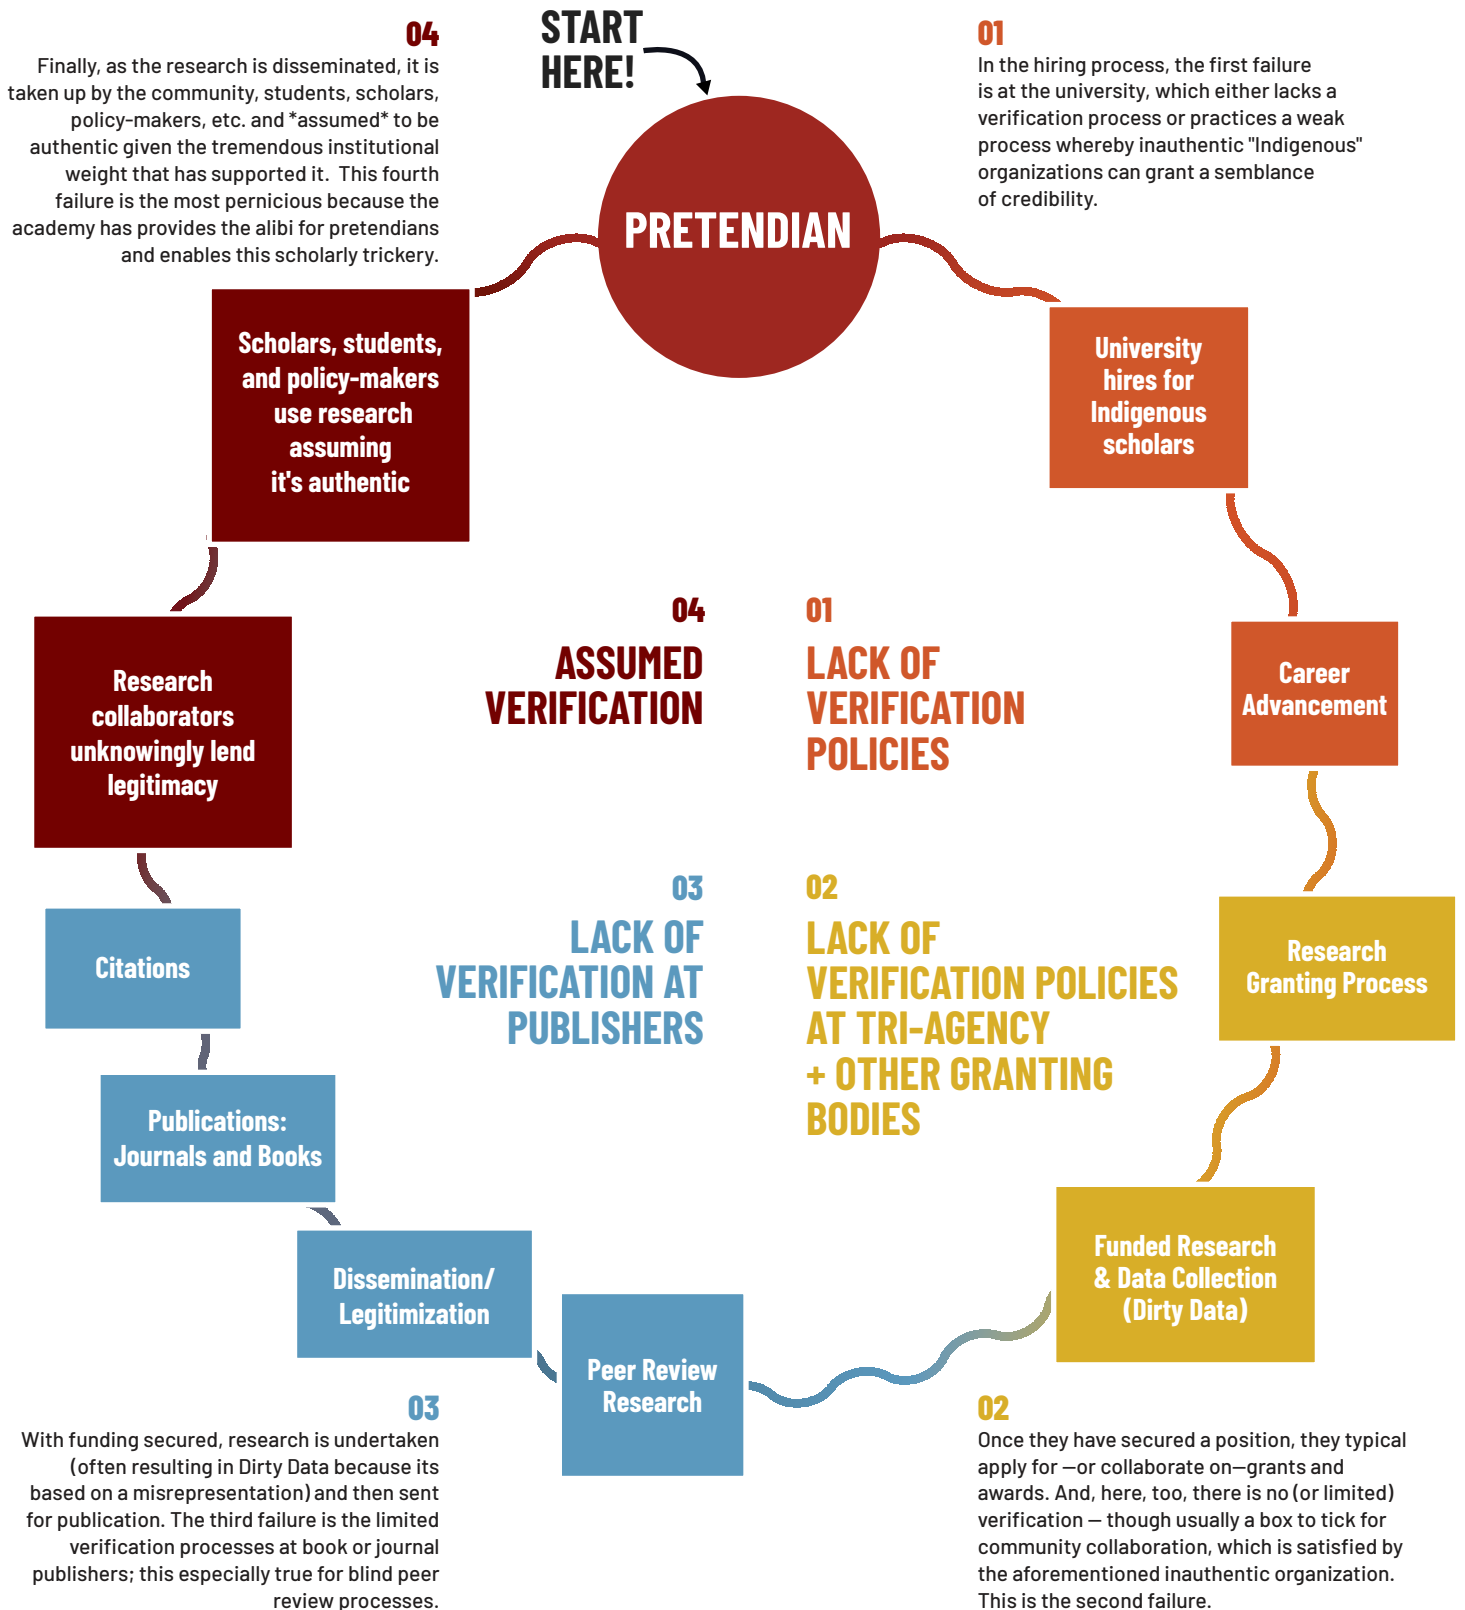 START
HERE!
PRETENDIAN
01
In the hiring process, the first failure
is at the university, which either lacks a
verification process or practices a weak
process whereby inauthentic "Indigenous"
organizations can grant a semblance
of credibility.
University
hires for
Indigenous
scholars
Career
Advancement
01
LACK OF
VERIFICATION
POLICIES
02
LACK OF
VERIFICATION POLICIES
AT TRI-AGENCY
+ OTHER GRANTING
BODIES
Research
Granting Process
Funded Research
& Data Collection
(Dirty Data)
02
Once they have secured a position, they typical
apply for —or collaborate on—grants and
awards. And, here, too, there is no (or limited)
verification — though usually a box to tick for
community collaboration, which is satisfied by
the aforementioned inauthentic organization.
This is the second failure.
Peer Review
Research
Dissemination/
Legitimization
Publications:
Journals and Books
Citations
03
LACK OF
VERIFICATION AT
PUBLISHERS
03
With funding secured, research is undertaken
(often resulting in Dirty Data because its
based on a misrepresentation) and then sent
for publication. The third failure is the limited
verification processes at book or journal
publishers; this especially true for blind peer
review processes.
Research
collaborators
unknowingly lend
legitimacy
Scholars, students,
and policy-makers
use research
assuming
it's authentic
04
ASSUMED
VERIFICATION
04
Finally, as the research is disseminated, it is
taken up by the community, students, scholars,
policy-makers, etc. and *assumed* to be
authentic given the tremendous institutional
weight that has supported it. This fourth
failure is the most pernicious because the
academy has provides the alibi for pretendians
and enables this scholarly trickery.